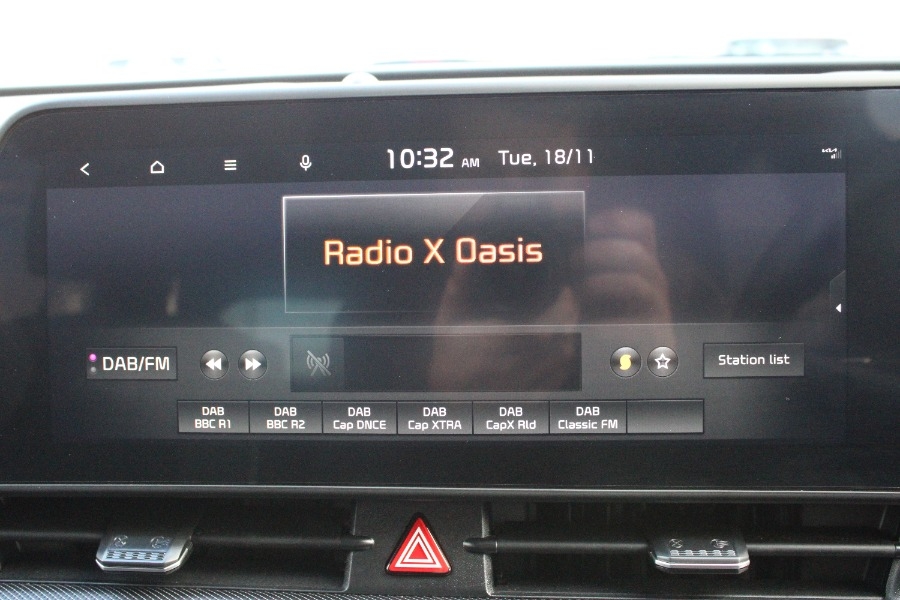 10:32 AM Tue, 18/11
Radio X Oasis
DAB/FM
Station list
DAB
BBC R1
DAB
BBC R2
DAB
Cap DNCE
DAB
Cap XTRA
DAB
CapX Rld
DAB
Classic FM